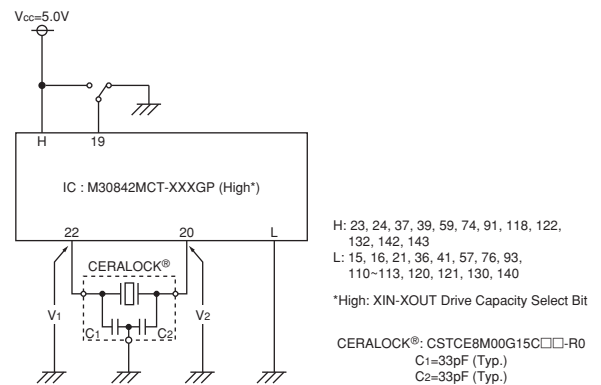 Vcc=5.0V
H
19
IC : M30842MCT-XXXGP (High*)
22
20
L
CERALOCK®
V1
C1
C2
V2
H: 23, 24, 37, 39, 59, 74, 91, 118, 122,
132, 142, 143
L: 15, 16, 21, 36, 41, 57, 76, 93,
110~113, 120, 121, 130, 140
*High: XIN-XOUT Drive Capacity Select Bit
CERALOCK®: CSTCE8M00G15C□□-R0
C1=33pF (Typ.)
C2=33pF (Typ.)